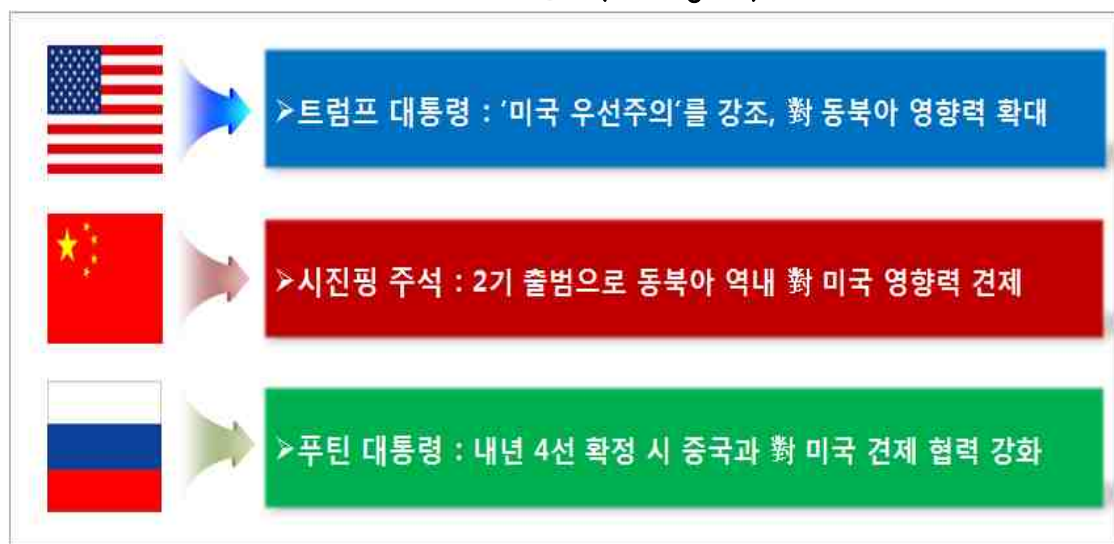 ➢트럼프 대통령 : ‘미국 우선주의’를 강조, 對 동북아 영향력 확대
➢시진핑 주석 : 2기 출범으로 동북아 역내 對 미국 영향력 견제
➢푸틴 대통령 : 내년 4선 확정 시 중국과 對 미국 견제 협력 강화